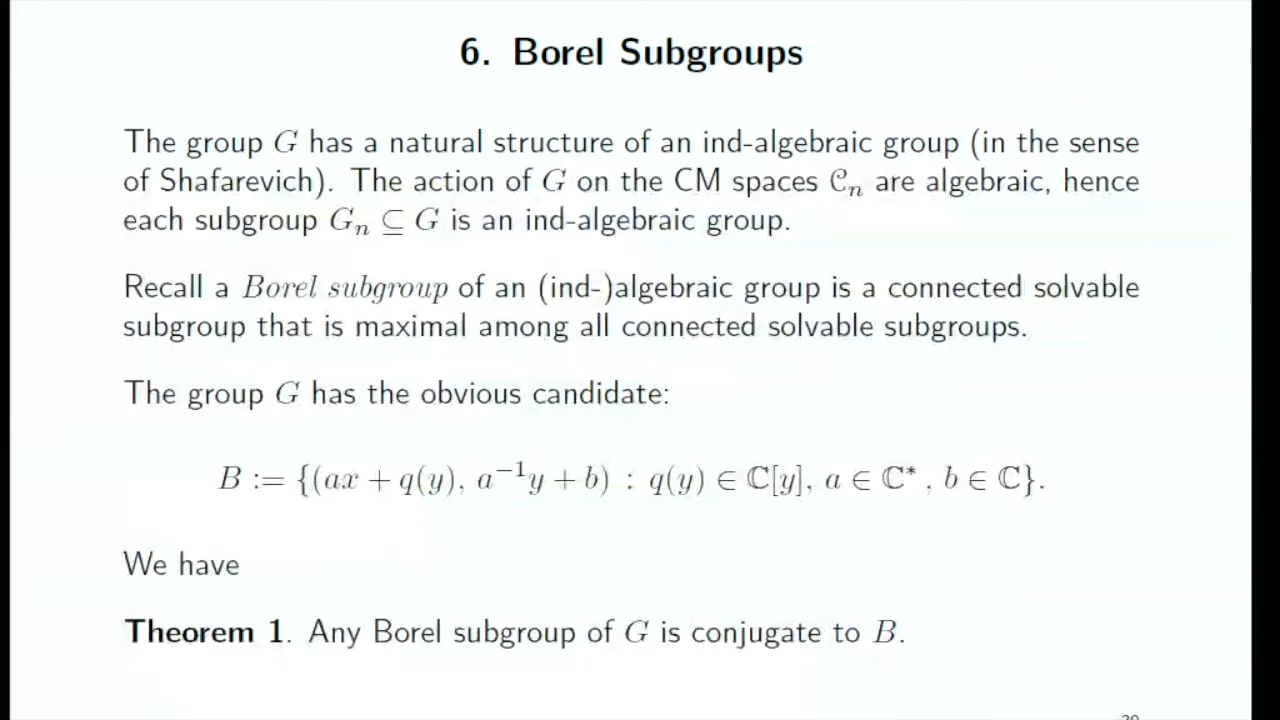 6. Borel Subgroups
The group G has a natural structure of an ind-algebraic group (in the sense
of Shafarevich). The action of G on the CM spaces 𝒞ₙ are algebraic, hence
each subgroup Gₙ ⊆ G is an ind-algebraic group.
Recall a Borel subgroup of an (ind-)algebraic group is a connected solvable
subgroup that is maximal among all connected solvable subgroups.
The group G has the obvious candidate:
B := {(ax + q(y), a⁻¹y + b) : q(y) ∈ ℂ[y], a ∈ ℂ*, b ∈ ℂ}.
We have
Theorem 1. Any Borel subgroup of G is conjugate to B.